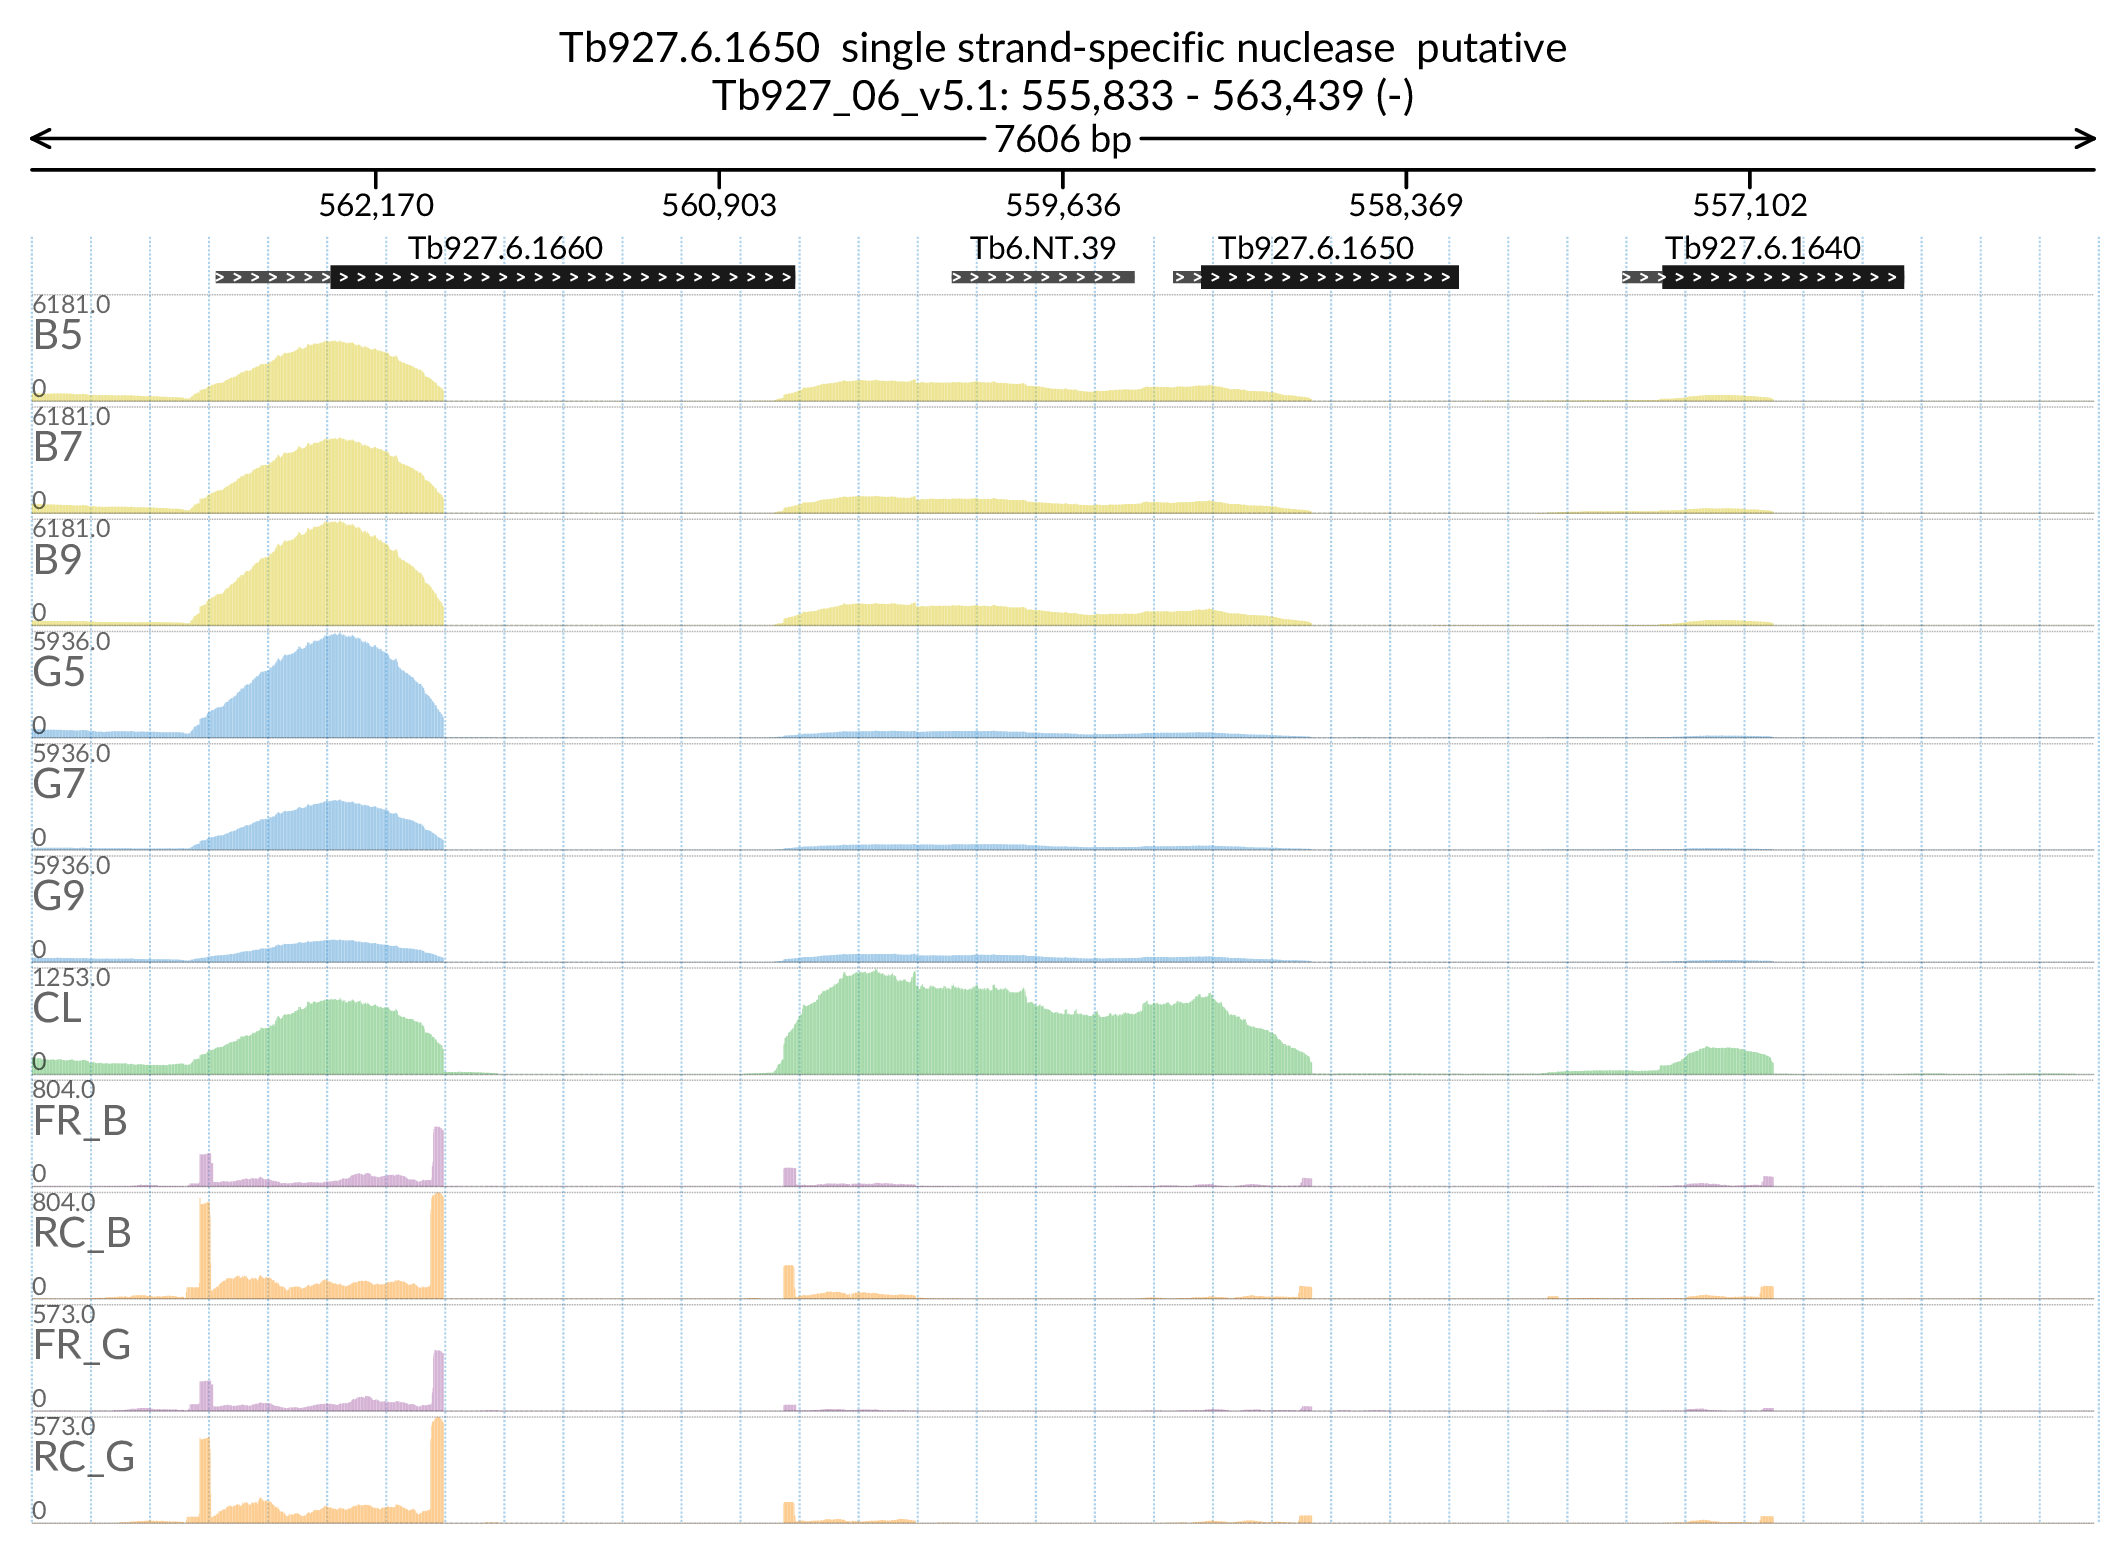 Tb927.6.1650 single strand-specific nuclease putative
Tb927_06_v5.1: 555,833 - 563,439 (-)
7606 bp
562,170 560,903 559,636 558,369 557,102
Tb927.6.1660 Tb6.NT.39 Tb927.6.1650 Tb927.6.1640
6181.0
B5
0
6181.0
B7
0
6181.0
B9
0
5936.0
G5
0
5936.0
G7
0
5936.0
G9
0
1253.0
CL
0
804.0
FR_B
0
804.0
RC_B
0
573.0
FR_G
0
573.0
RC_G
0